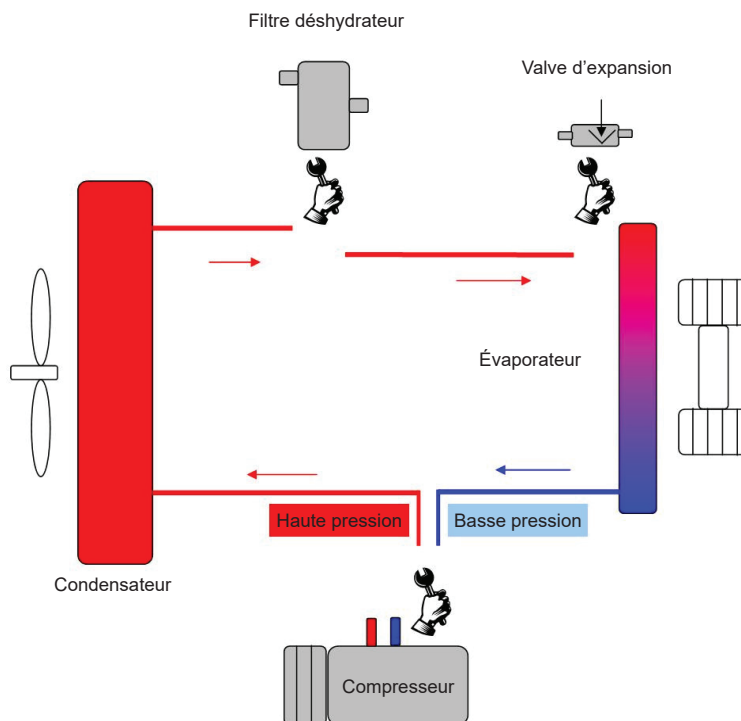 Filtre déshydrateur
Valve d’expansion
Évaporateur
Haute pression
Basse pression
Condensateur
Compresseur